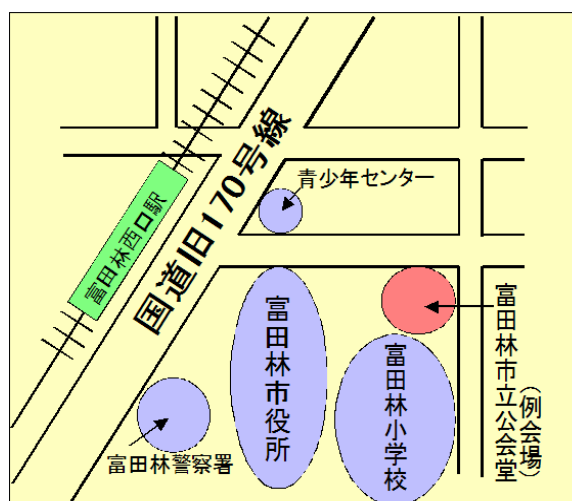 国道旧170号線
青少年センター
富田林西口駅
富田林市役所
富田林小学校
富田林市立公会堂
（例会場）
富田林警察署